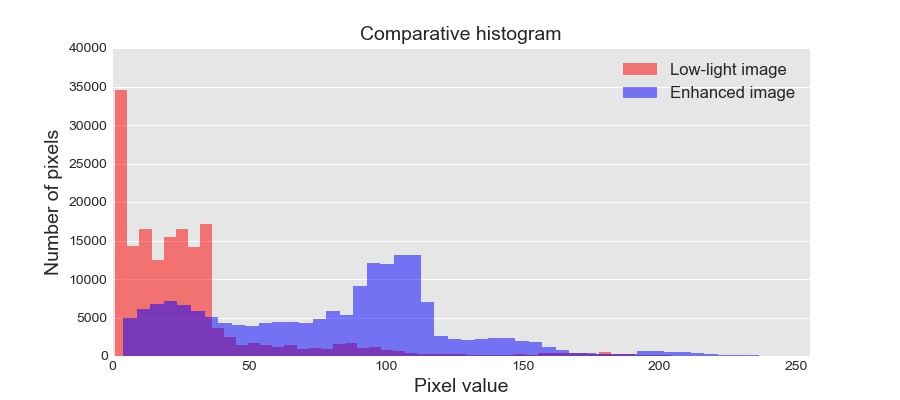 Comparative histogram
40000
35000
30000
25000
20000
15000
10000
5000
0
Number of pixels
Low-light image
Enhanced image
0 50 100 150 200 250
Pixel value